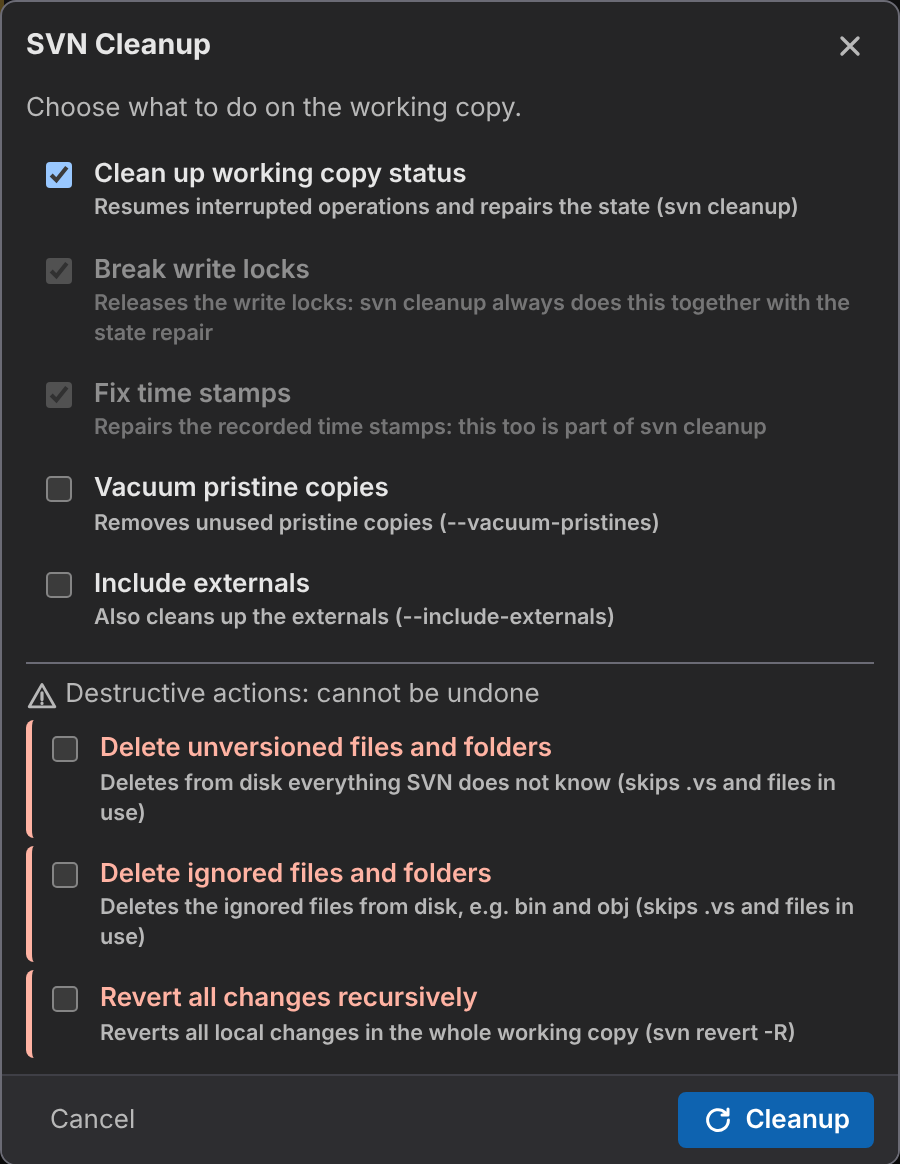 SVN Cleanup
Choose what to do on the working copy.
Clean up working copy status
Resumes interrupted operations and repairs the state (svn cleanup)
Break write locks
Releases the write locks: svn cleanup always does this together with the
state repair
Fix time stamps
Repairs the recorded time stamps: this too is part of svn cleanup
Vacuum pristine copies
Removes unused pristine copies (--vacuum-pristines)
Include externals
Also cleans up the externals (--include-externals)
Destructive actions: cannot be undone
Delete unversioned files and folders
Deletes from disk everything SVN does not know (skips .vs and files in
use)
Delete ignored files and folders
Deletes the ignored files from disk, e.g. bin and obj (skips .vs and files in
use)
Revert all changes recursively
Reverts all local changes in the whole working copy (svn revert -R)
Cancel
Cleanup